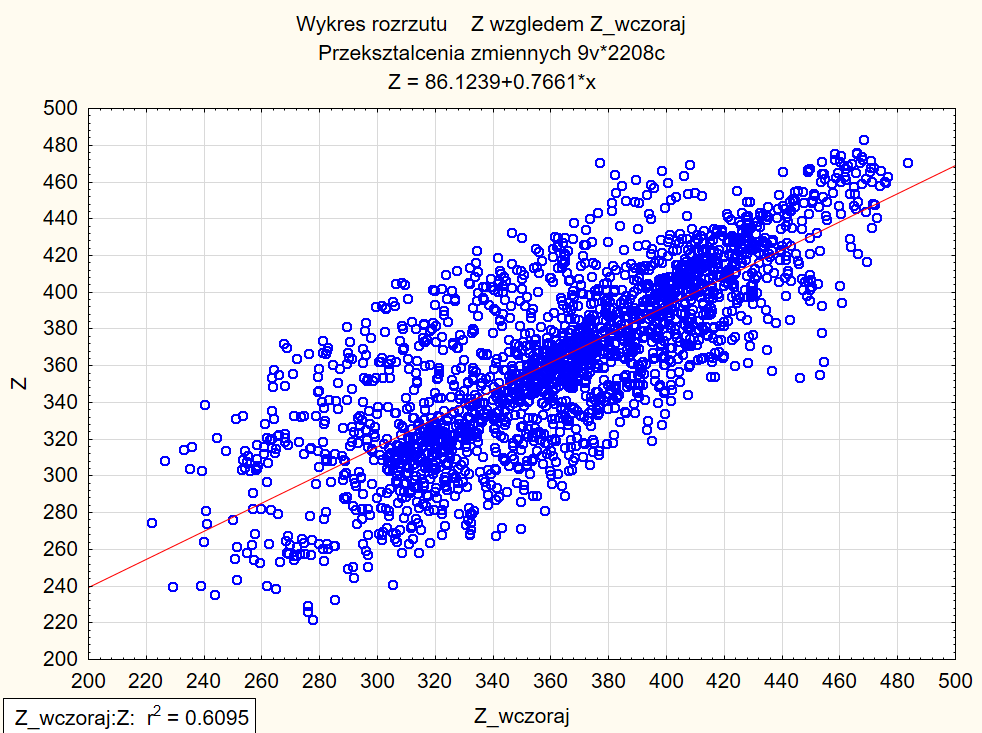 Wykres rozrzutu    Z wzgledem Z_wczoraj
Przeksztalcenia zmiennych 9v*2208c
Z = 86.1239+0.7661*x
500
480
460
440
420
400
380
360
340
320
300
280
260
240
220
200
Z
200 220 240 260 280 300 320 340 360 380 400 420 440 460 480 500
Z_wczoraj
Z_wczoraj:Z:  r² = 0.6095